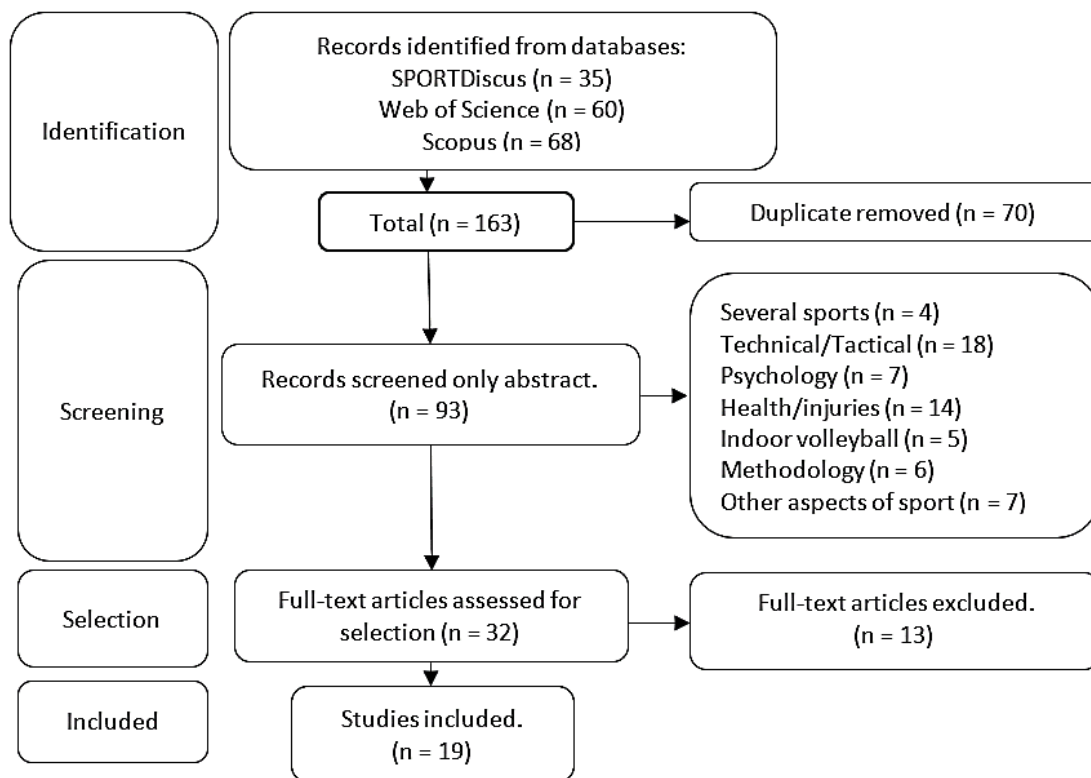 Identification
Records identified from databases:
SPORTDiscus (n = 35)
Web of Science (n = 60)
Scopus (n = 68)
Total (n = 163)
Duplicate removed (n = 70)
Screening
Records screened only abstract.
(n = 93)
Several sports (n = 4)
Technical/Tactical (n = 18)
Psychology (n = 7)
Health/injuries (n = 14)
Indoor volleyball (n = 5)
Methodology (n = 6)
Other aspects of sport (n = 7)
Selection
Full-text articles assessed for
selection (n = 32)
Full-text articles excluded.
(n = 13)
Included
Studies included.
(n = 19)